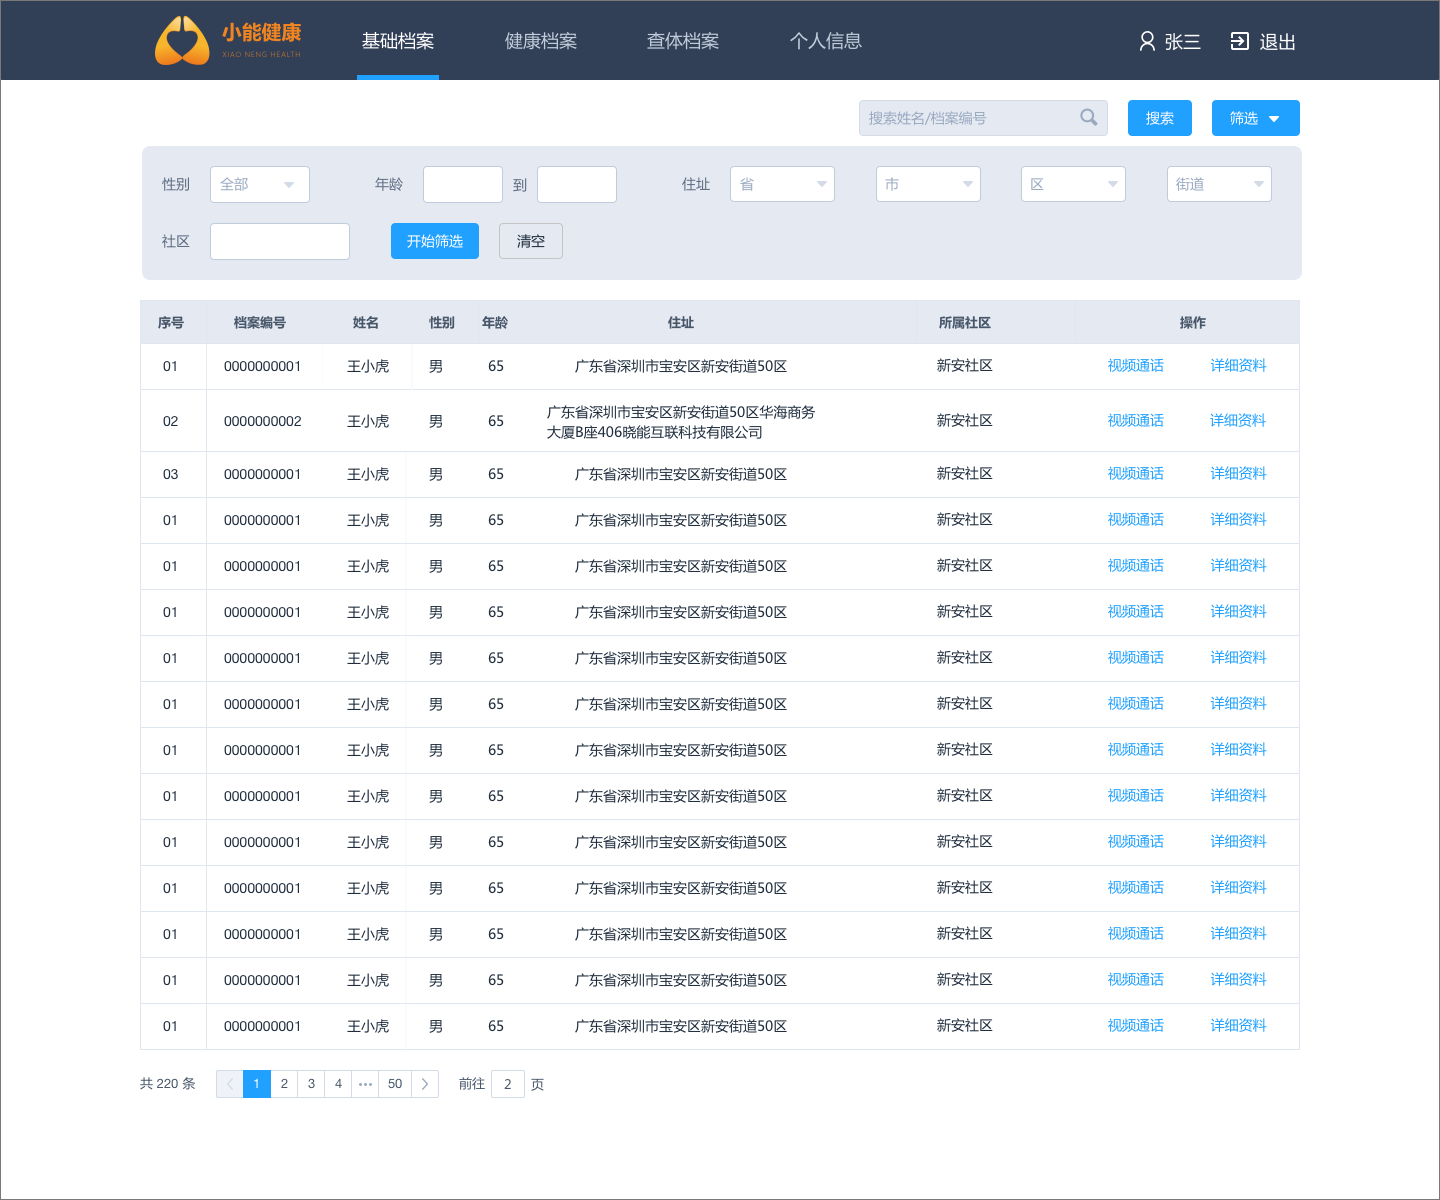 小能健康
XIAO NENG HEALTH
基础档案 健康档案 查体档案 个人信息 张三 退出
搜索姓名/档案编号 搜索 筛选
性别 全部 年龄 到 住址 省 市 区 街道
社区 开始筛选 清空
序号 档案编号 姓名 性别 年龄 住址 所属社区 操作
01 0000000001 王小虎 男 65 广东省深圳市宝安区新安街道50区 新安社区 视频通话 详细资料
02 0000000002 王小虎 男 65 广东省深圳市宝安区新安街道50区华海商务 新安社区 视频通话 详细资料
大厦B座406晓能互联科技有限公司
03 0000000001 王小虎 男 65 广东省深圳市宝安区新安街道50区 新安社区 视频通话 详细资料
01 0000000001 王小虎 男 65 广东省深圳市宝安区新安街道50区 新安社区 视频通话 详细资料
01 0000000001 王小虎 男 65 广东省深圳市宝安区新安街道50区 新安社区 视频通话 详细资料
01 0000000001 王小虎 男 65 广东省深圳市宝安区新安街道50区 新安社区 视频通话 详细资料
01 0000000001 王小虎 男 65 广东省深圳市宝安区新安街道50区 新安社区 视频通话 详细资料
01 0000000001 王小虎 男 65 广东省深圳市宝安区新安街道50区 新安社区 视频通话 详细资料
01 0000000001 王小虎 男 65 广东省深圳市宝安区新安街道50区 新安社区 视频通话 详细资料
01 0000000001 王小虎 男 65 广东省深圳市宝安区新安街道50区 新安社区 视频通话 详细资料
01 0000000001 王小虎 男 65 广东省深圳市宝安区新安街道50区 新安社区 视频通话 详细资料
01 0000000001 王小虎 男 65 广东省深圳市宝安区新安街道50区 新安社区 视频通话 详细资料
01 0000000001 王小虎 男 65 广东省深圳市宝安区新安街道50区 新安社区 视频通话 详细资料
01 0000000001 王小虎 男 65 广东省深圳市宝安区新安街道50区 新安社区 视频通话 详细资料
01 0000000001 王小虎 男 65 广东省深圳市宝安区新安街道50区 新安社区 视频通话 详细资料
共 220 条 1 2 3 4 ••• 50 前往 2 页